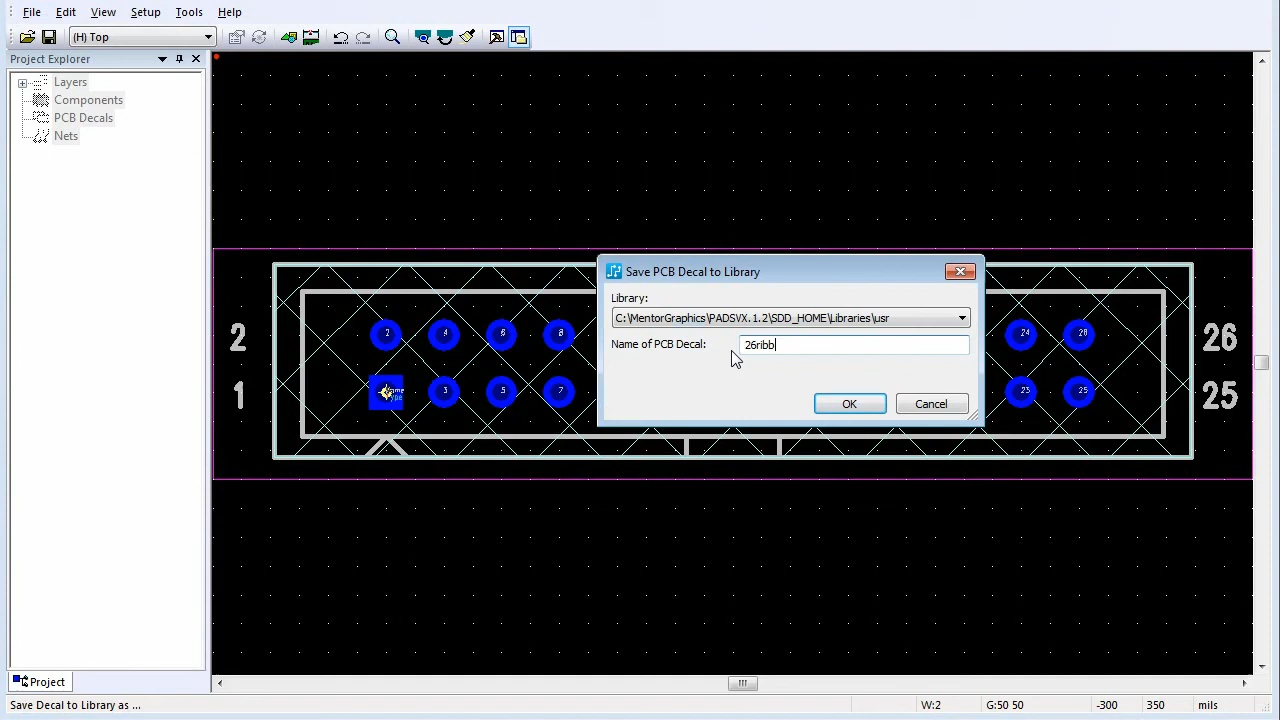 File Edit View Setup Tools Help
(H) Top
Project Explorer
Layers
Components
PCB Decals
Nets
Save PCB Decal to Library
Library:
C:\MentorGraphics\PADSVX.1.2\SDD_HOME\Libraries\usr
Name of PCB Decal: 26ribb
OK Cancel
2 2 4 6 8 24 26 26
1 3 5 7 23 25 25
Project
Save Decal to Library as ... W:2 G:50 50 -300 350 mils